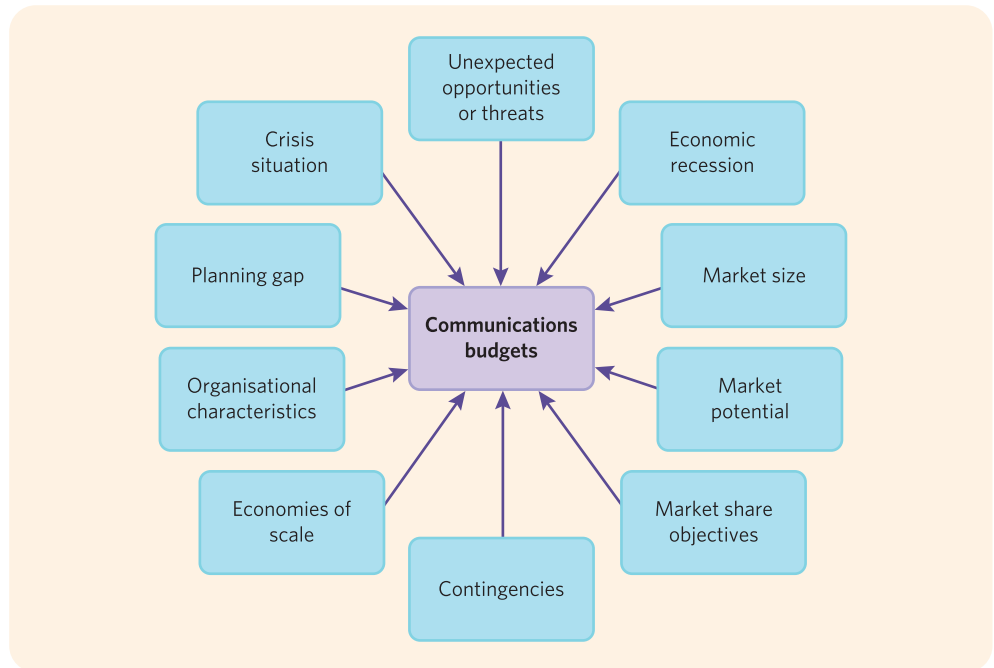 Unexpected
opportunities
or threats
Crisis
situation
Economic
recession
Planning gap
Market size
Communications
budgets
Organisational
characteristics
Market
potential
Economies of
scale
Market share
objectives
Contingencies